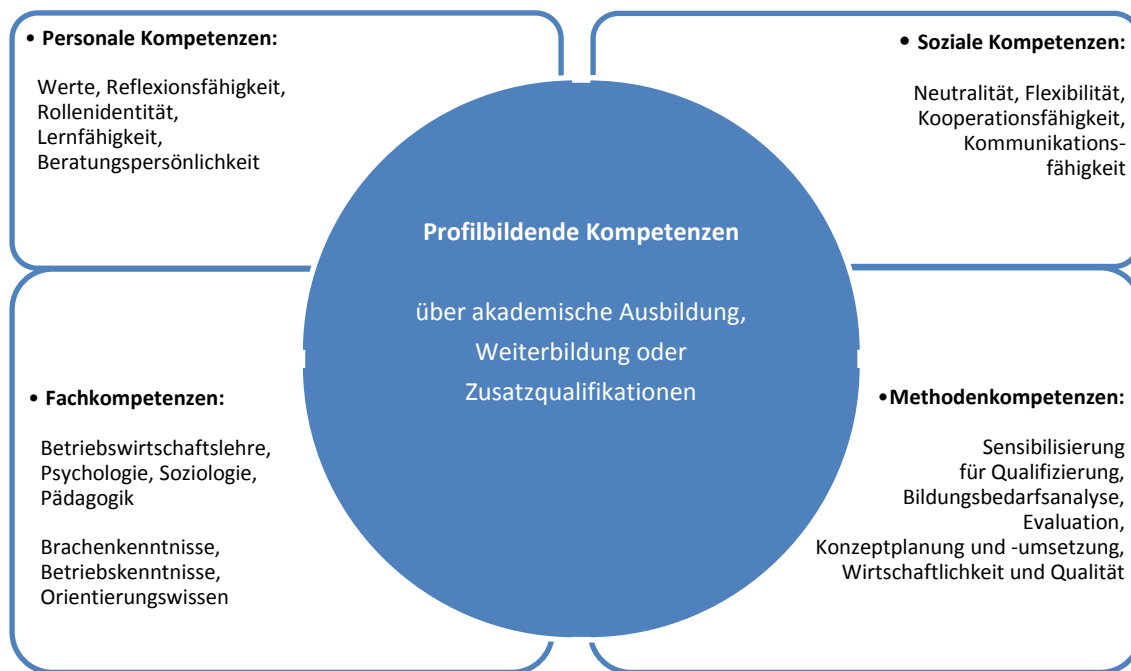 • Personale Kompetenzen:
Werte, Reflexionsfähigkeit,
Rollenidentität,
Lernfähigkeit,
Beratungspersönlichkeit
• Soziale Kompetenzen:
Neutralität, Flexibilität,
Kooperationsfähigkeit,
Kommunikations-
fähigkeit
Profilbildende Kompetenzen
über akademische Ausbildung,
Weiterbildung oder
Zusatzqualifikationen
• Fachkompetenzen:
Betriebswirtschaftslehre,
Psychologie, Soziologie,
Pädagogik
Brachenkenntnisse,
Betriebskenntnisse,
Orientierungswissen
•Methodenkompetenzen:
Sensibilisierung
für Qualifizierung,
Bildungsbedarfsanalyse,
Evaluation,
Konzeptplanung und -umsetzung,
Wirtschaftlichkeit und Qualität